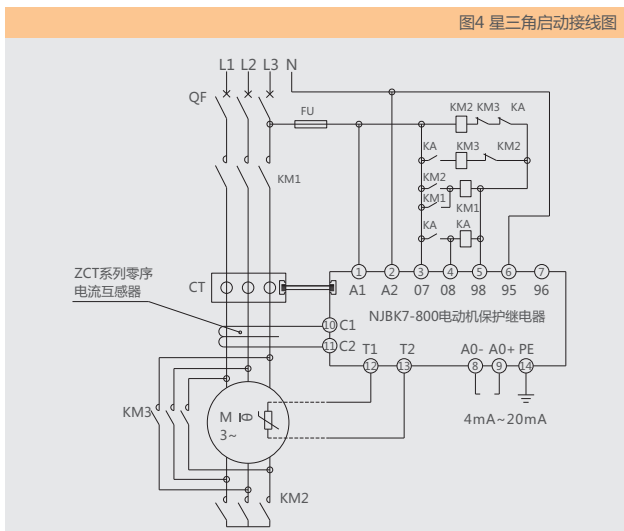 图4 星三角启动接线图
L1 L2 L3 N
QF
FU
KM2 KM3 KA
KA KM3 KM2
KM2
KM1
KM1
KM1
KA KA
ZCT系列零序
电流互感器
CT
1 2 3 4 5 6 7
A1 A2 07 08 98 95 96
NJBK7-800电动机保护继电器
10 C1
11 C2
T1 T2 A0- A0+ PE
12 13 8 9 14
4mA~20mA
KM3
M θ
3~
KM2